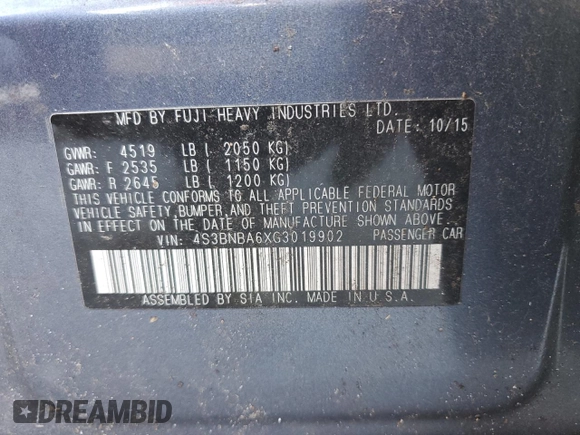 MFD BY FUJI HEAVY INDUSTRIES LTD.
DATE: 10/15
GVWR: 4519 LB ( 2050 KG)
GAWR: F 2535 LB ( 1150 KG)
GAWR: R 2645 LB ( 1200 KG)
THIS VEHICLE CONFORMS TO ALL APPLICABLE FEDERAL MOTOR
VEHICLE SAFETY, BUMPER, AND THEFT PREVENTION STANDARDS
IN EFFECT ON THE DATE OF MANUFACTURE SHOWN ABOVE.
VIN: 4S3BNBA6XG3019902 PASSENGER CAR
ASSEMBLED BY SIA INC. MADE IN U.S.A.
DREAMBID